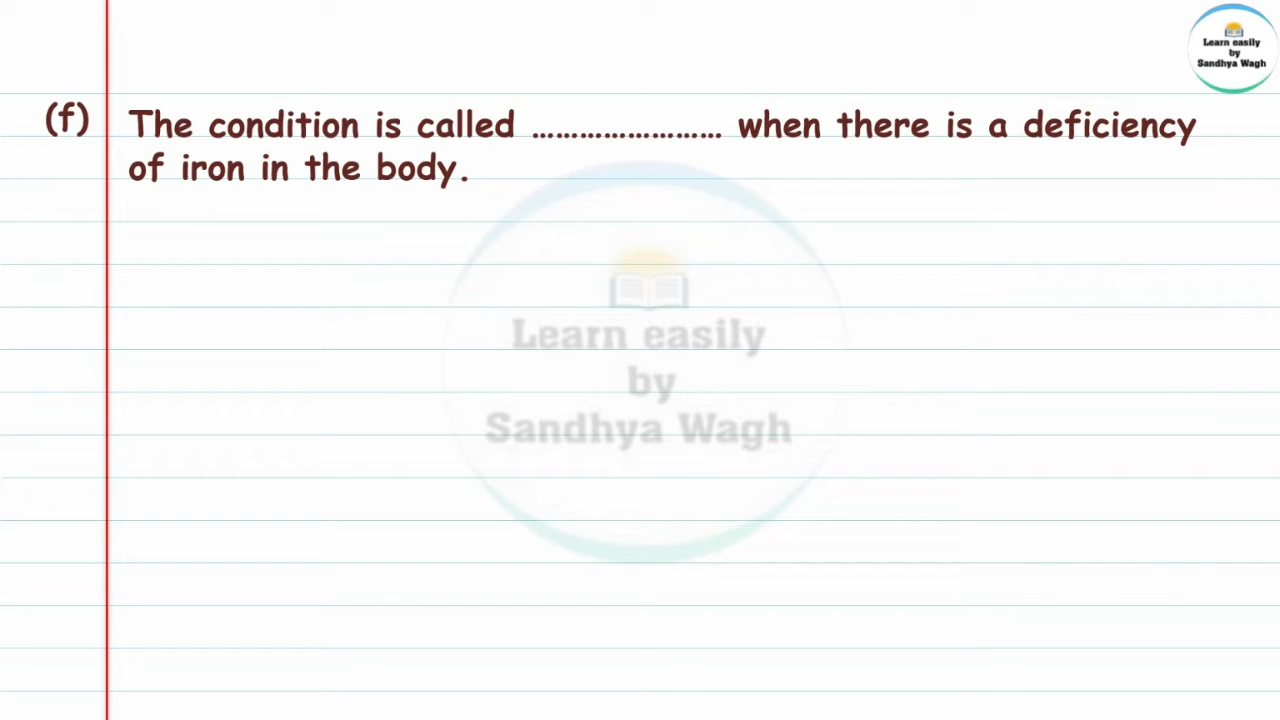 Learn easily
by
Sandhya Wagh
(f) The condition is called ........................ when there is a deficiency
of iron in the body.
Learn easily
by
Sandhya Wagh